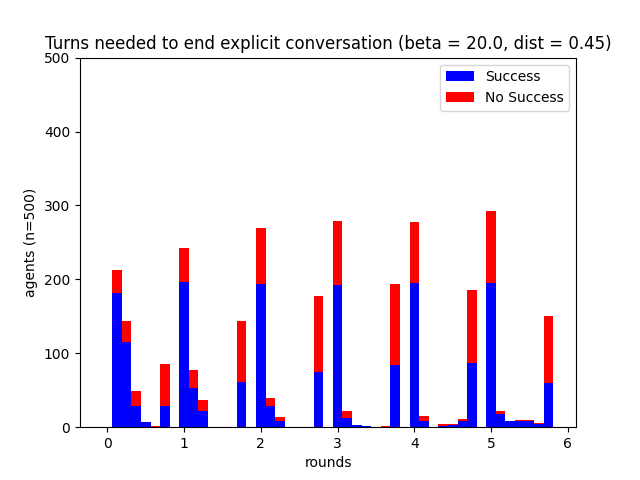 Turns needed to end explicit conversation (beta = 20.0, dist = 0.45)
500
400
300
200
100
0
agents (n=500)
Success
No Success
0 1 2 3 4 5 6
rounds